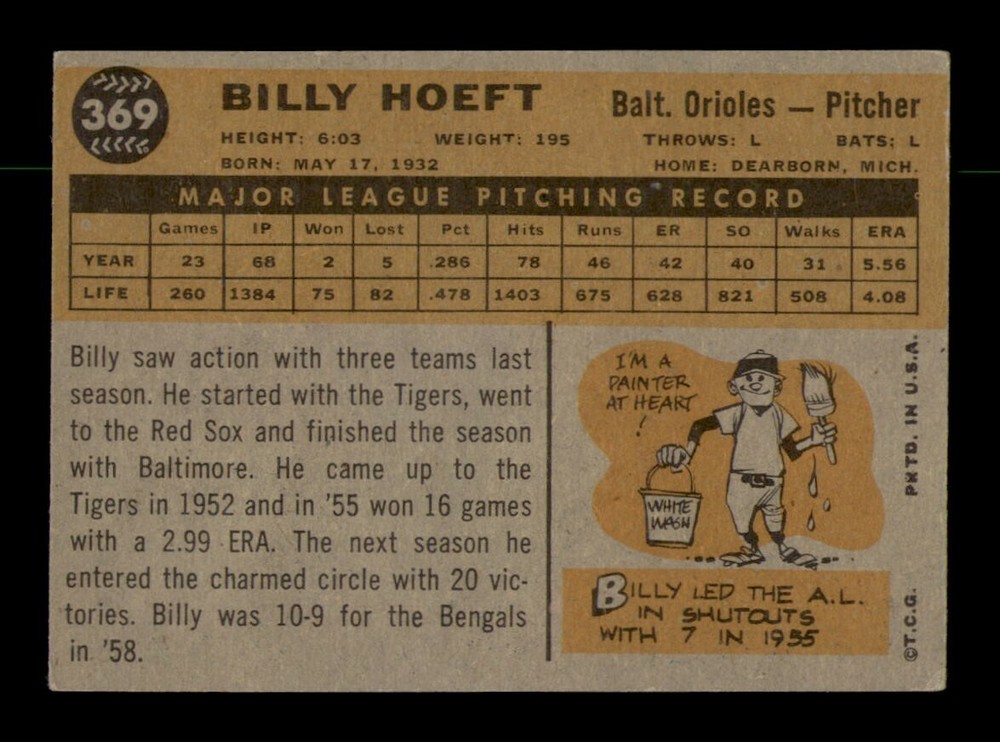 369
BILLY HOEFT
Balt. Orioles — Pitcher
HEIGHT: 6:03 WEIGHT: 195 THROWS: L BATS: L
BORN: MAY 17, 1932 HOME: DEARBORN, MICH.
MAJOR LEAGUE PITCHING RECORD
Games IP Won Lost Pct Hits Runs ER SO Walks ERA
YEAR 23 68 2 5 .286 78 46 42 40 31 5.56
LIFE 260 1384 75 82 .478 1403 675 628 821 508 4.08
Billy saw action with three teams last
season. He started with the Tigers, went
to the Red Sox and finished the season
with Baltimore. He came up to the
Tigers in 1952 and in '55 won 16 games
with a 2.99 ERA. The next season he
entered the charmed circle with 20 vic-
tories. Billy was 10-9 for the Bengals
in '58.
I'M A
PAINTER
AT HEART
!
WHITE
WASH
BILLY LED THE A.L.
IN SHUTOUTS
WITH 7 IN 1955
©T.C.G. PRTD. IN U.S.A.